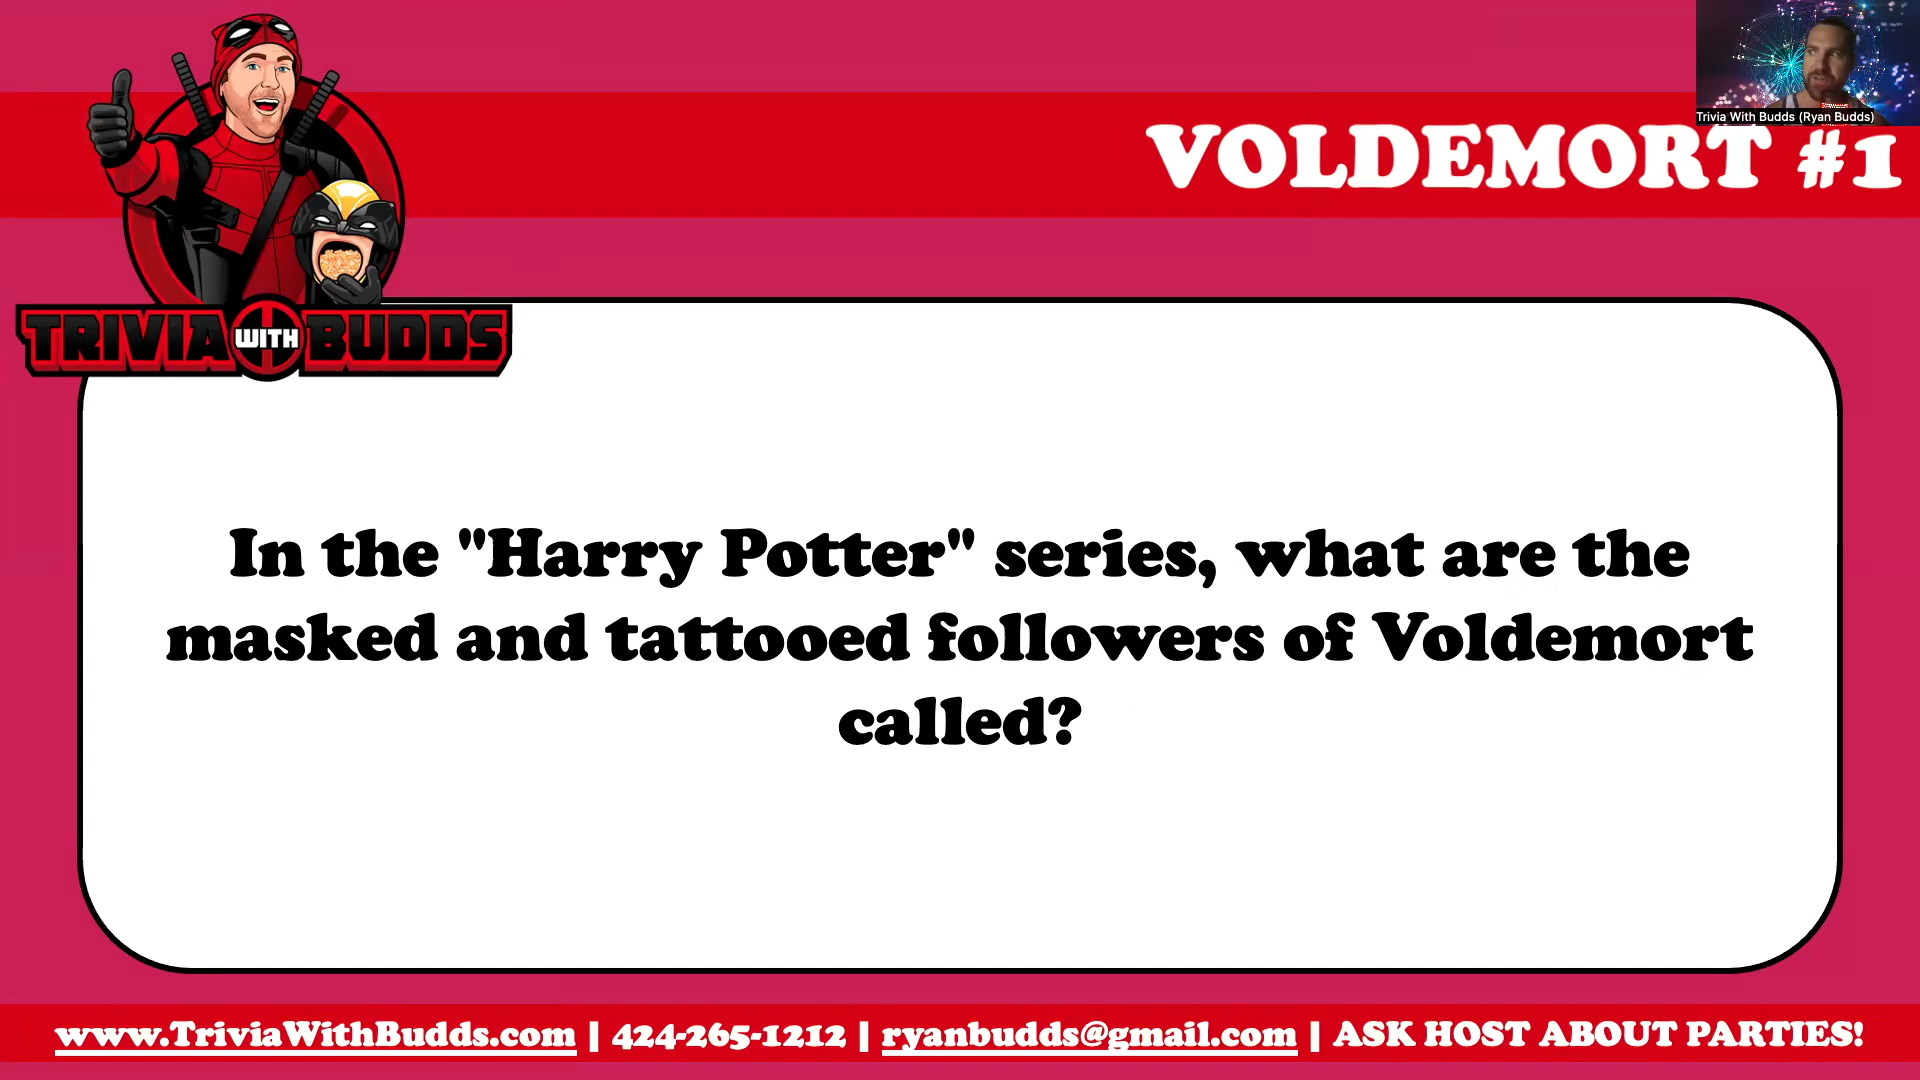 Trivia With Budds (Ryan Budds)
VOLDEMORT #1
TRIVIA WITH BUDDS
In the "Harry Potter" series, what are the
masked and tattooed followers of Voldemort
called?
www.TriviaWithBudds.com | 424-265-1212 | ryanbudds@gmail.com | ASK HOST ABOUT PARTIES!